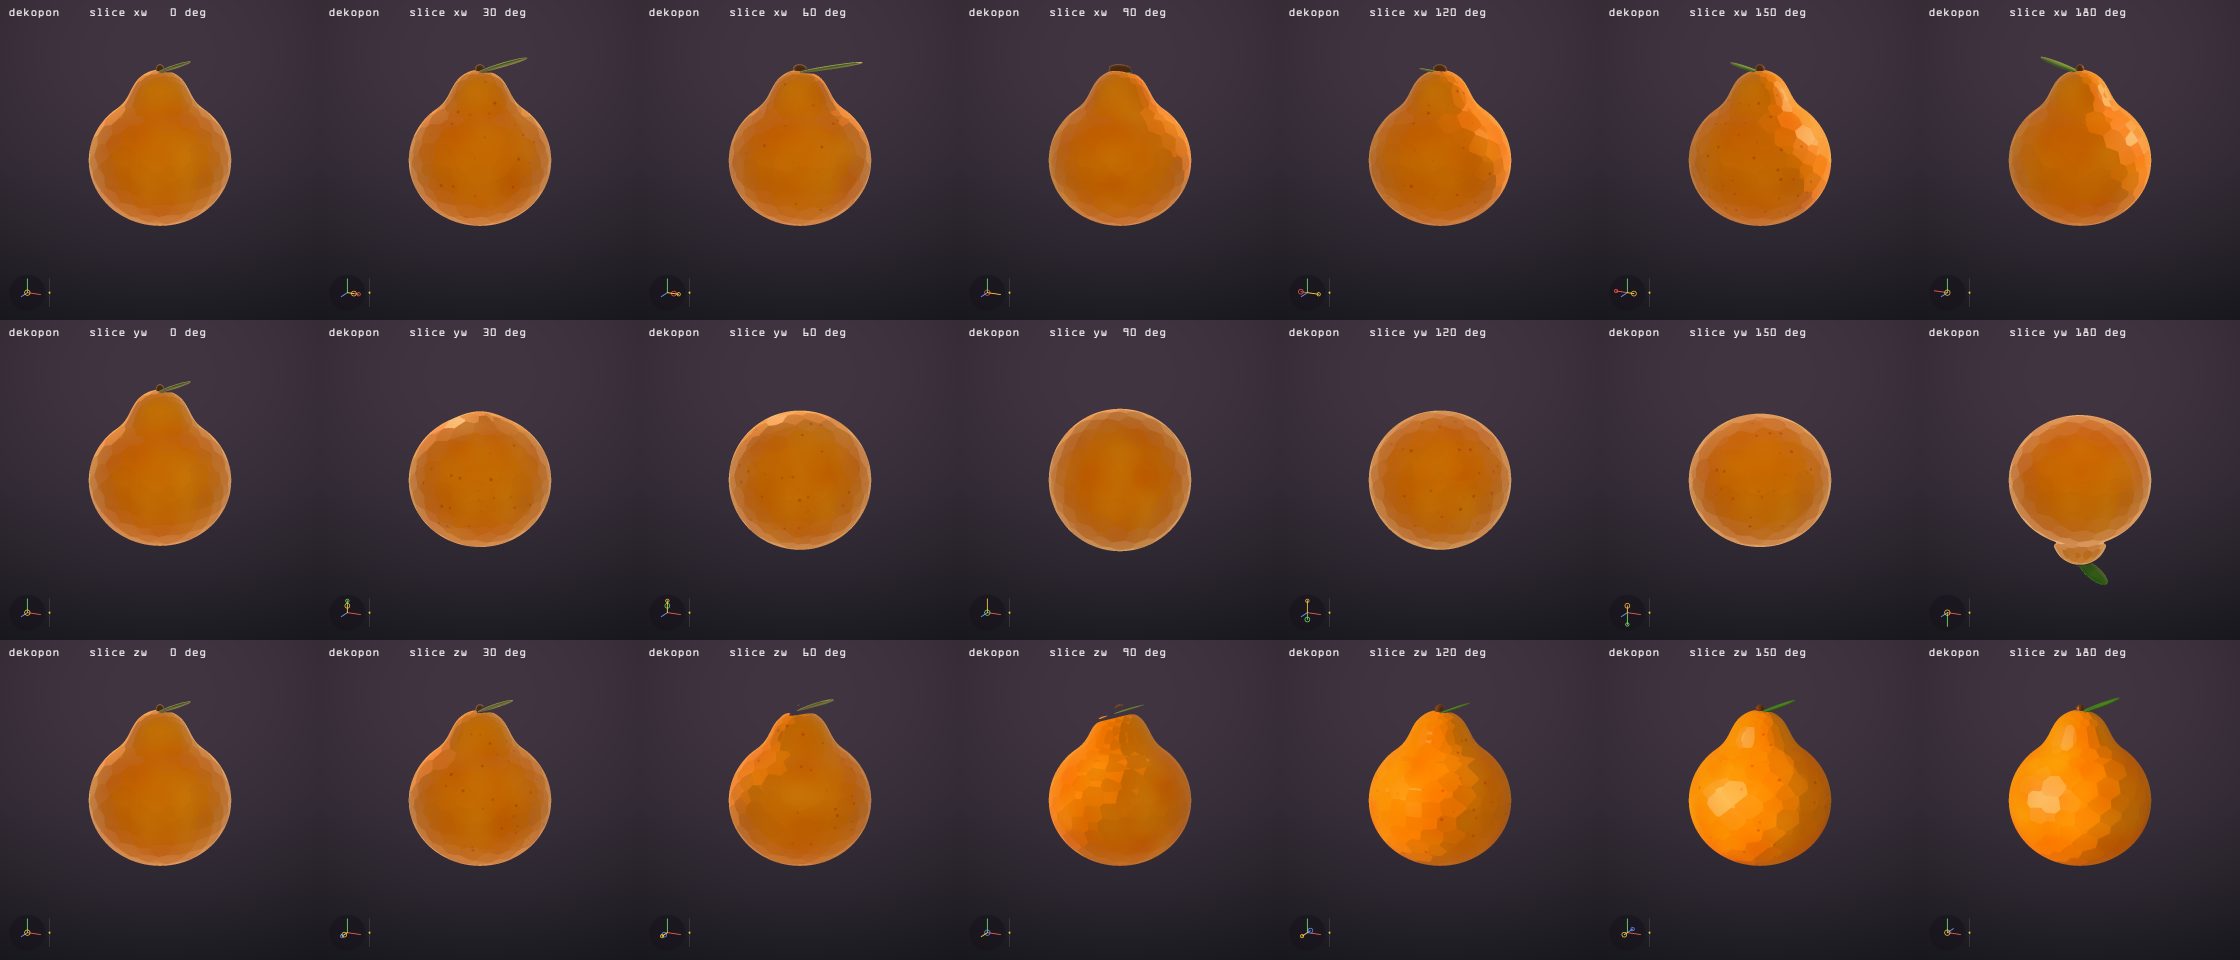 dekopon slice xw 0 deg
dekopon slice xw 30 deg
dekopon slice xw 60 deg
dekopon slice xw 90 deg
dekopon slice xw 120 deg
dekopon slice xw 150 deg
dekopon slice xw 180 deg
dekopon slice yw 0 deg
dekopon slice yw 30 deg
dekopon slice yw 60 deg
dekopon slice yw 90 deg
dekopon slice yw 120 deg
dekopon slice yw 150 deg
dekopon slice yw 180 deg
dekopon slice zw 0 deg
dekopon slice zw 30 deg
dekopon slice zw 60 deg
dekopon slice zw 90 deg
dekopon slice zw 120 deg
dekopon slice zw 150 deg
dekopon slice zw 180 deg